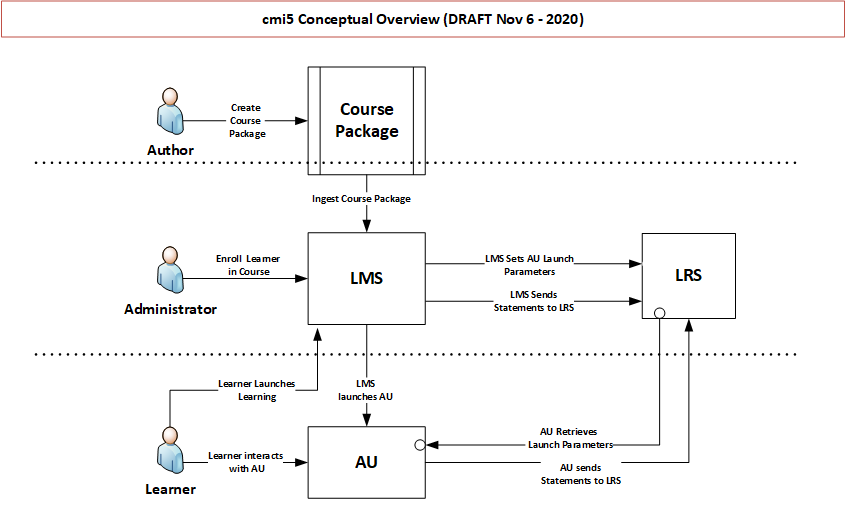 cmi5 Conceptual Overview (DRAFT Nov 6 - 2020)
Create
Course
Package
Author
Course
Package
Ingest Course Package
Enroll Learner
in Course
Administrator
LMS
LMS Sets AU Launch
Parameters
LMS Sends
Statements to LRS
LRS
Learner Launches
Learning
LMS
launches AU
Learner interacts
with AU
Learner
AU
AU Retrieves
Launch Parameters
AU sends
Statements to LRS